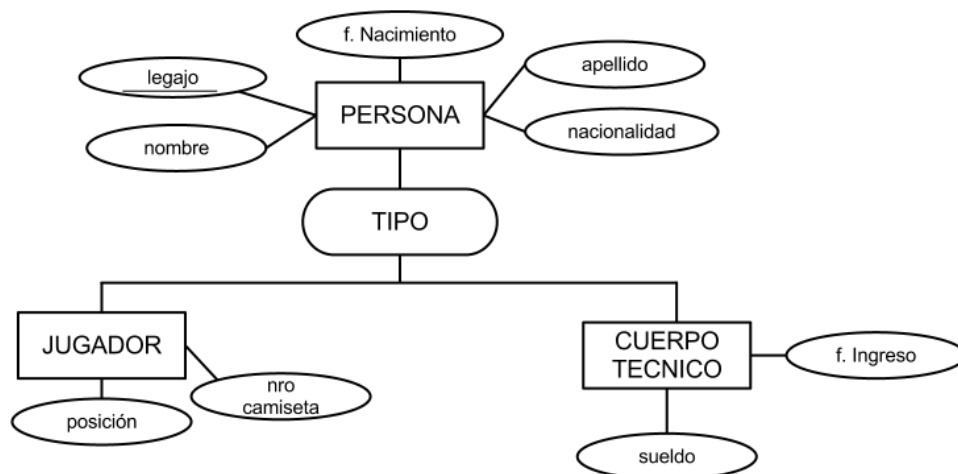 f. Nacimiento
legajo
apellido
PERSONA
nombre
nacionalidad
TIPO
JUGADOR
nro
camiseta
posición
CUERPO
TECNICO
f. Ingreso
sueldo